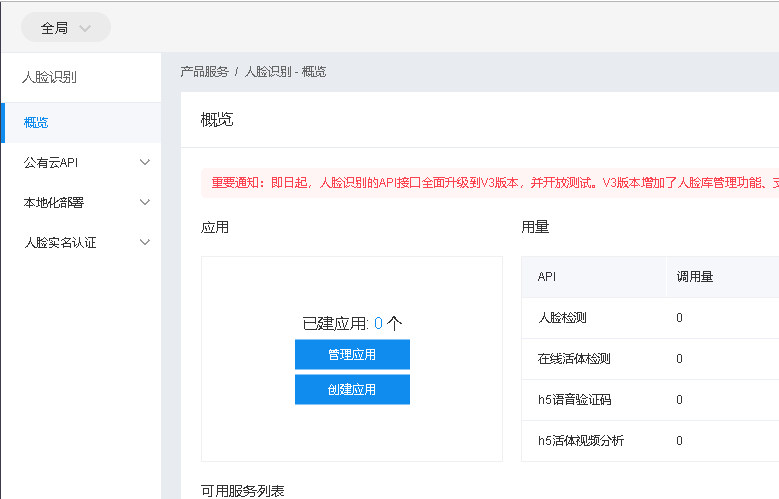 全局
人脸识别
产品服务 / 人脸识别 - 概览
概览
概览
公有云API
本地化部署
人脸实名认证
重要通知：即日起，人脸识别的API接口全面升级到V3版本，并开放测试。V3版本增加了人脸库管理功能、支
应用
用量
已建应用: 0 个
管理应用
创建应用
API 调用量
人脸检测 0
在线活体检测 0
h5语音验证码 0
h5活体视频分析 0
可用服务列表